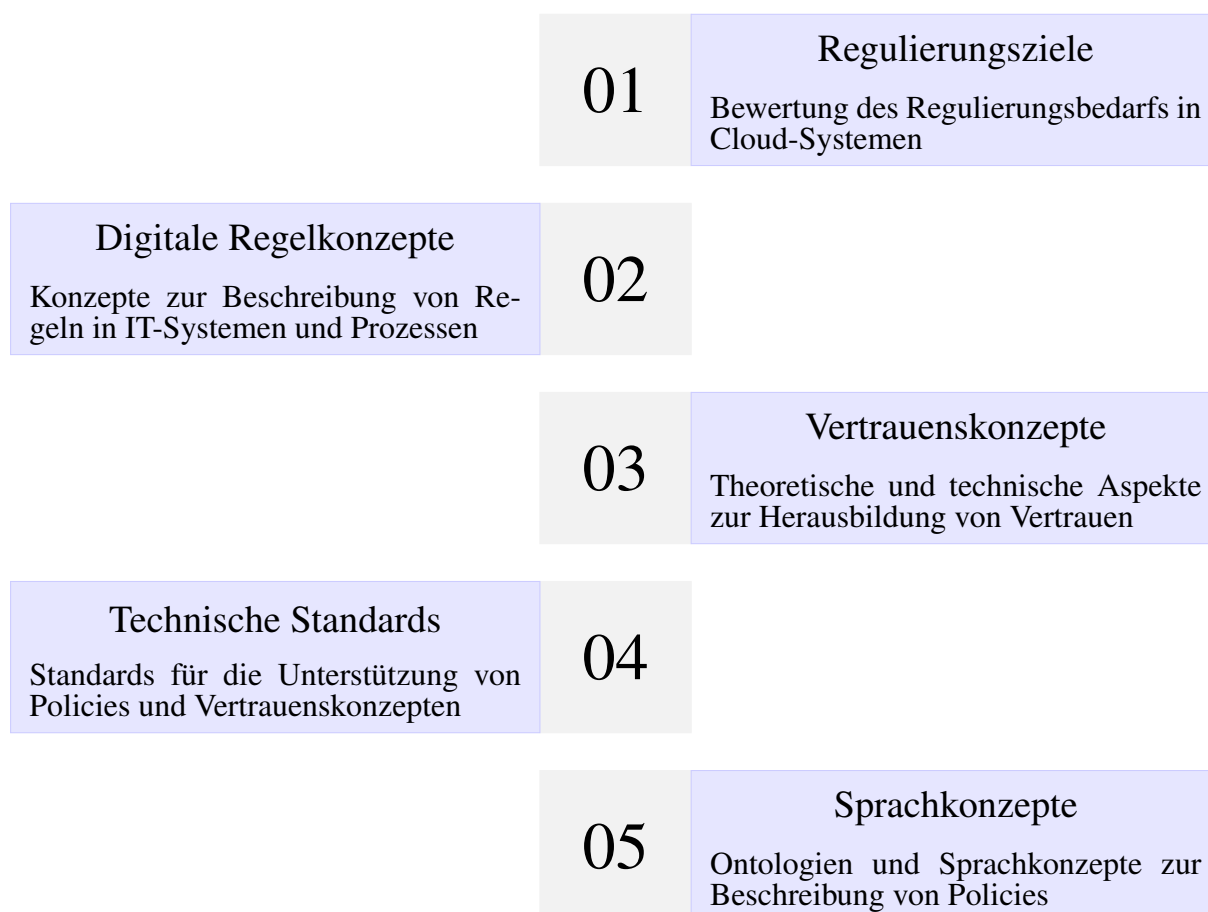 01
Regulierungsziele
Bewertung des Regulierungsbedarfs in
Cloud-Systemen
Digitale Regelkonzepte
Konzepte zur Beschreibung von Re-
geln in IT-Systemen und Prozessen
02
03
Vertrauenskonzepte
Theoretische und technische Aspekte
zur Herausbildung von Vertrauen
Technische Standards
Standards für die Unterstützung von
Policies und Vertrauenskonzepten
04
05
Sprachkonzepte
Ontologien und Sprachkonzepte zur
Beschreibung von Policies